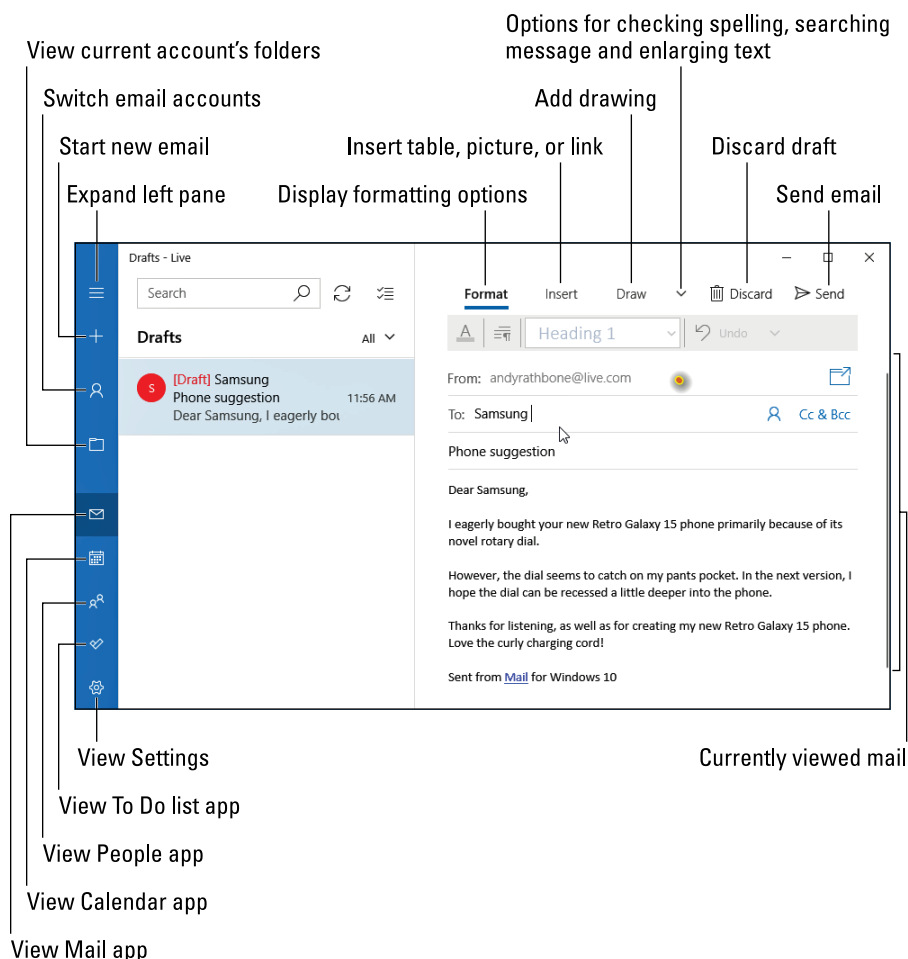 Options for checking spelling, searching
message and enlarging text
View current account's folders
Switch email accounts
Add drawing
Start new email
Insert table, picture, or link
Discard draft
Expand left pane
Display formatting options
Send email
Drafts - Live
Search
Format
Insert
Draw
Discard
Send
Drafts
All
A
Heading 1
Undo
S
[Draft] Samsung
Phone suggestion
11:56 AM
Dear Samsung, I eagerly bou
From: andyrathbone@live.com
To: Samsung
Cc & Bcc
Phone suggestion
Dear Samsung,
I eagerly bought your new Retro Galaxy 15 phone primarily because of its
novel rotary dial.
However, the dial seems to catch on my pants pocket. In the next version, I
hope the dial can be recessed a little deeper into the phone.
Thanks for listening, as well as for creating my new Retro Galaxy 15 phone.
Love the curly charging cord!
Sent from Mail for Windows 10
View Settings
Currently viewed mail
View To Do list app
View People app
View Calendar app
View Mail app